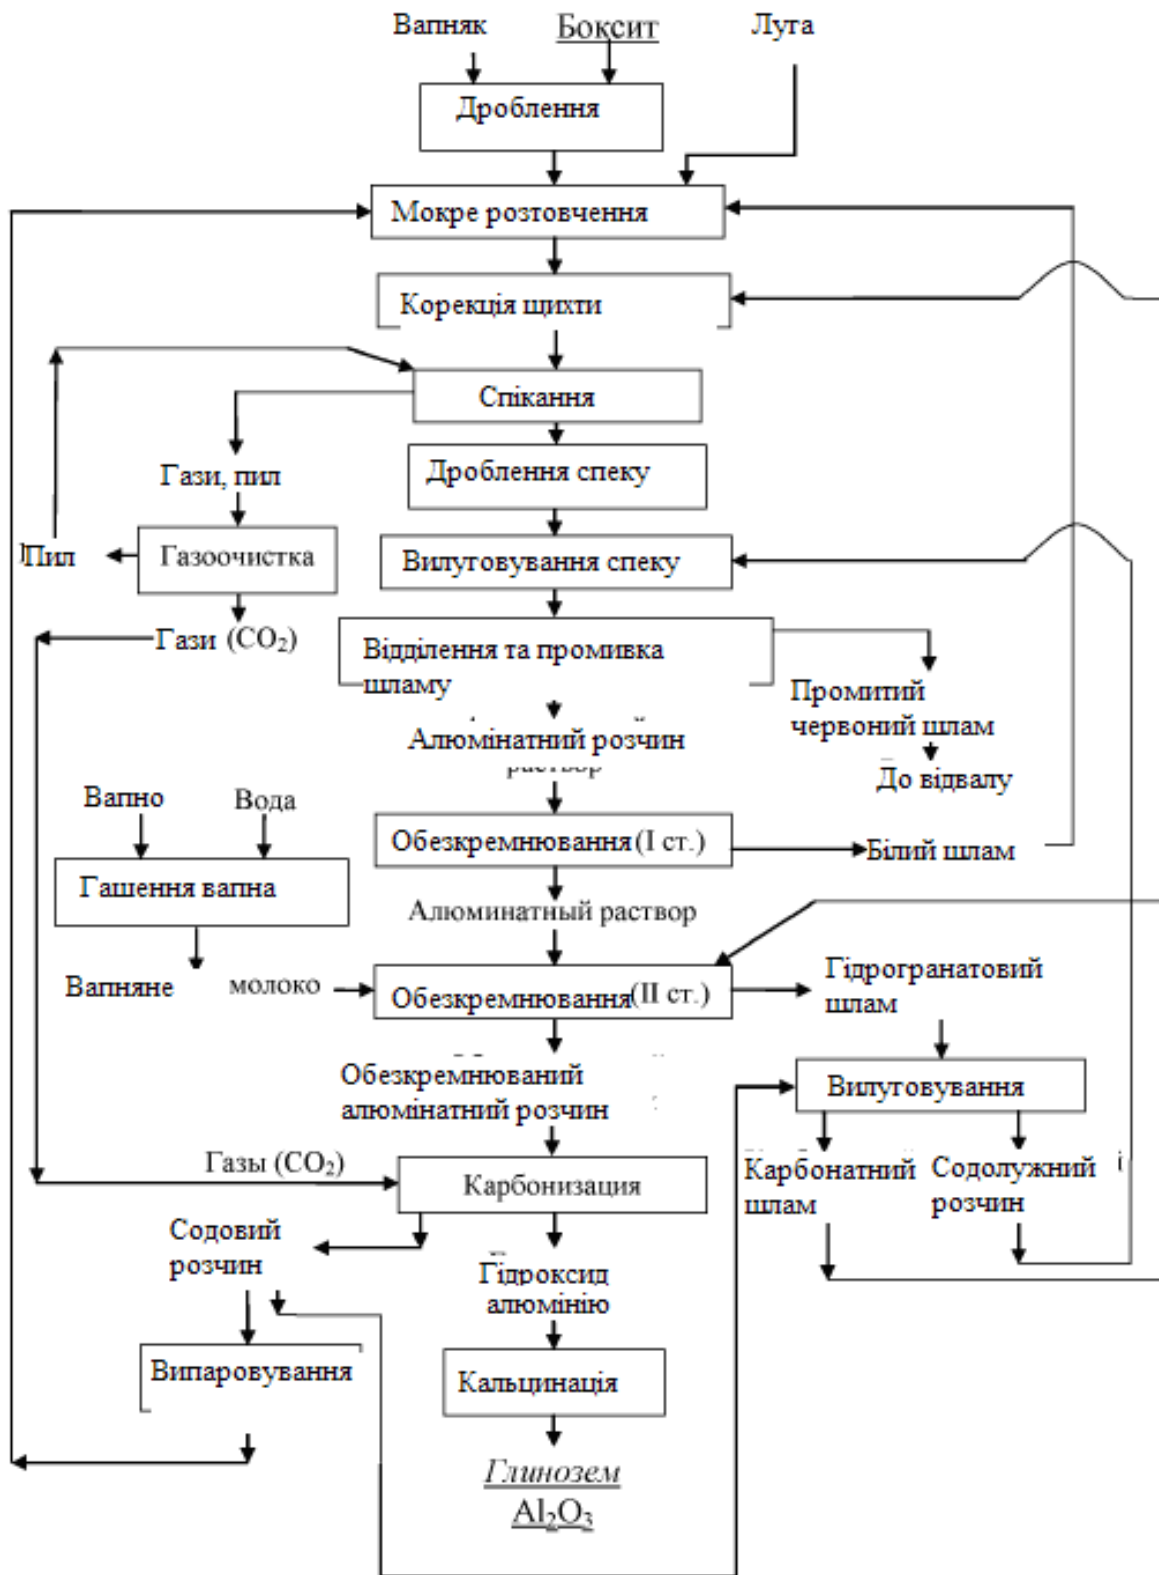 Вапняк Боксит Луга
Дроблення
Мокре розтовчення
Корекція щихти
Спікання
Дроблення спеку
Гази, пил
Пил
Газоочистка
Вилуговування спеку
Гази (CO₂)
Відділення та промивка
шламу
Промитий
червоний шлам
Алюмінатний розчин
раствор
До відвалу
Вапно Вода
Обезкремнювання (I ст.)
Білий шлам
Гашення вапна
Алюминатный раствор
Вапняне молоко
Обезкремнювання (II ст.)
Гідрогранатовий
шлам
Обезкремнюваний
алюмінатний розчин
Вилуговування
Газы (CO₂)
Карбонизация
Карбонатний
шлам
Содолужний
розчин
Содовий
розчин
Гідроксид
алюмінію
Випаровування
Кальцинація
Глинозем
Al₂O₃